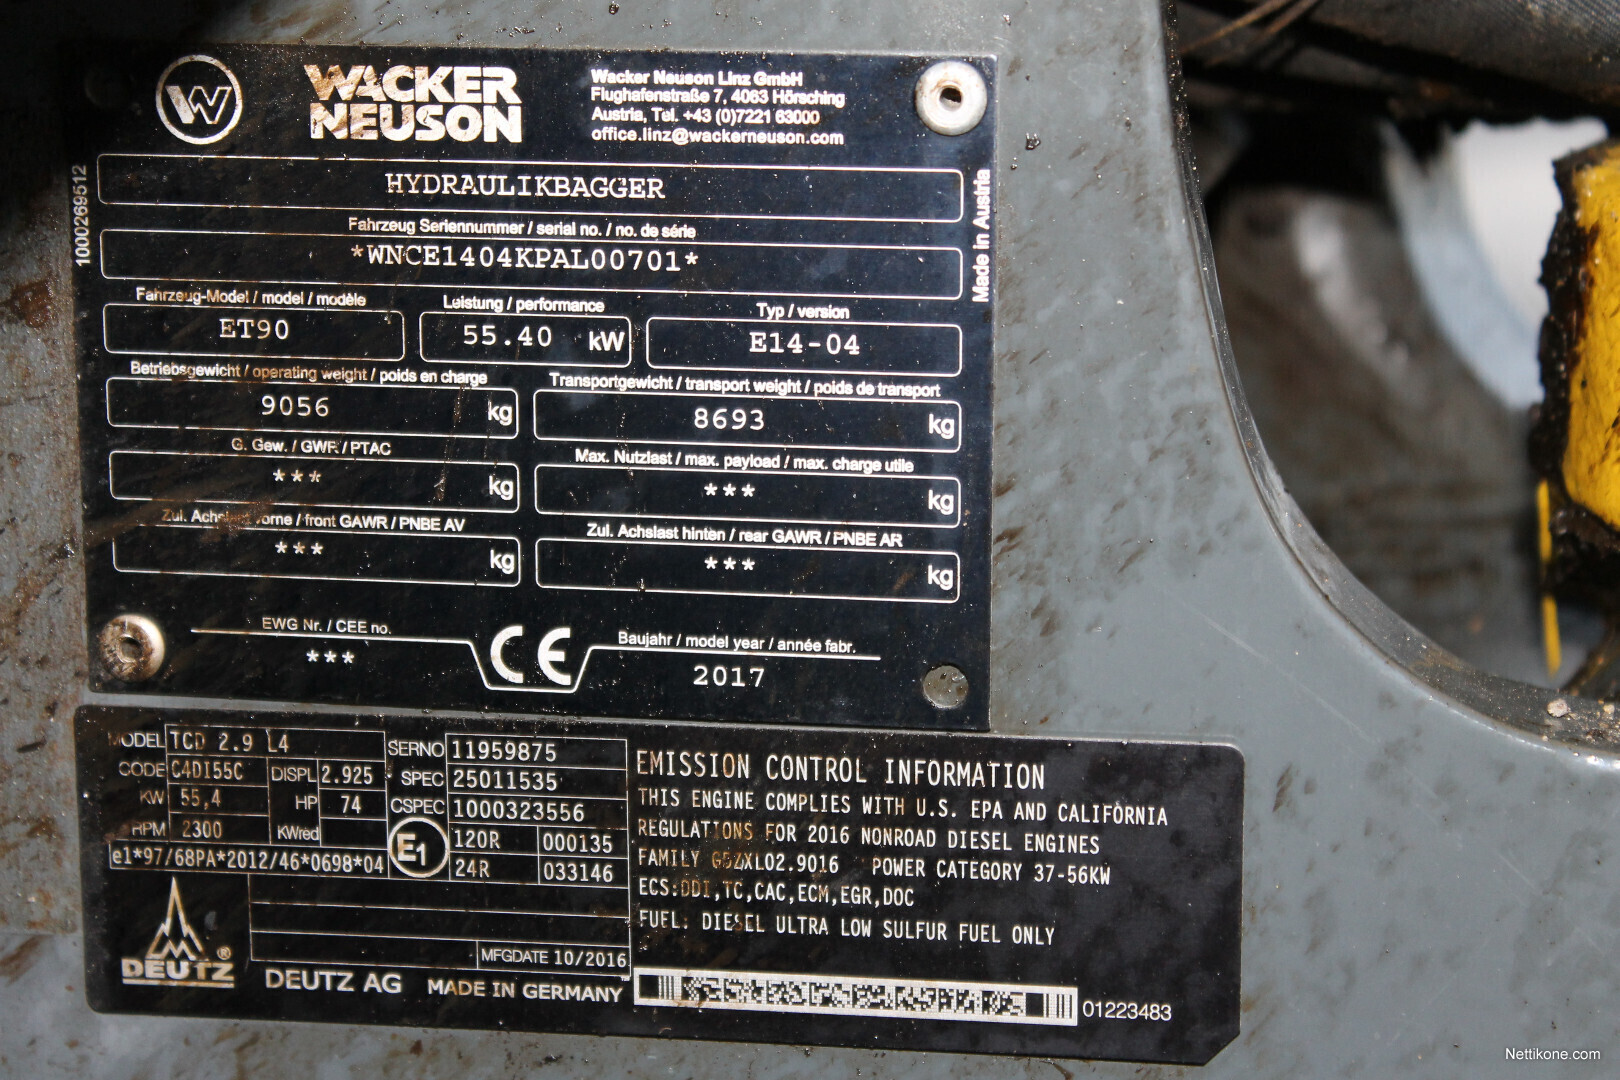 W
WACKER
NEUSON
Wacker Neuson Linz GmbH
Flughafenstraße 7, 4063 Hörsching
Austria, Tel. +43 (0)7221 63000
office.linz@wackerneuson.com
1000269512
Made in Austria
HYDRAULIKBAGGER
Fahrzeug Seriennummer / serial no. / no. de série
*WNCE1404KPAL00701*
Fahrzeug-Model / model / modèle Leistung / performance Typ / version
ET90 55.40 kW E14-04
Betriebsgewicht / operating weight / poids en charge Transportgewicht / transport weight / poids de transport
9056 kg 8693 kg
G. Gew. / GWR / PTAC Max. Nutzlast / max. payload / max. charge utile
*** kg *** kg
Zul. Achslast vorne / front GAWR / PNBE AV Zul. Achslast hinten / rear GAWR / PNBE AR
*** kg *** kg
EWG Nr. / CEE no. CE Baujahr / model year / année fabr.
*** 2017
MODEL TCD 2.9 L4 SERNO 11959875
CODE C4DI55C DISPL 2.925 SPEC 25011535
KW 55,4 HP 74 CSPEC 1000323556
RPM 2300 KWred E1 120R 000135
e1*97/68PA*2012/46*0698*04 24R 033146
MFGDATE 10/2016
DEUTZ ® DEUTZ AG MADE IN GERMANY
EMISSION CONTROL INFORMATION
THIS ENGINE COMPLIES WITH U.S. EPA AND CALIFORNIA
REGULATIONS FOR 2016 NONROAD DIESEL ENGINES
FAMILY GDZXL02.9016 POWER CATEGORY 37-56KW
ECS:DDI,TC,CAC,ECM,EGR,DOC
FUEL: DIESEL ULTRA LOW SULFUR FUEL ONLY
01223483
Nettikone.com